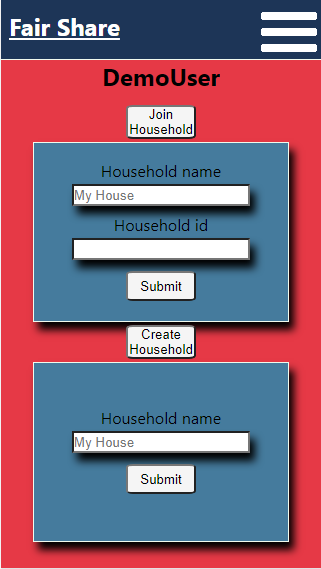 Fair Share
DemoUser
Join
Household
Household name
My House
Household id
Submit
Create
Household
Household name
My House
Submit